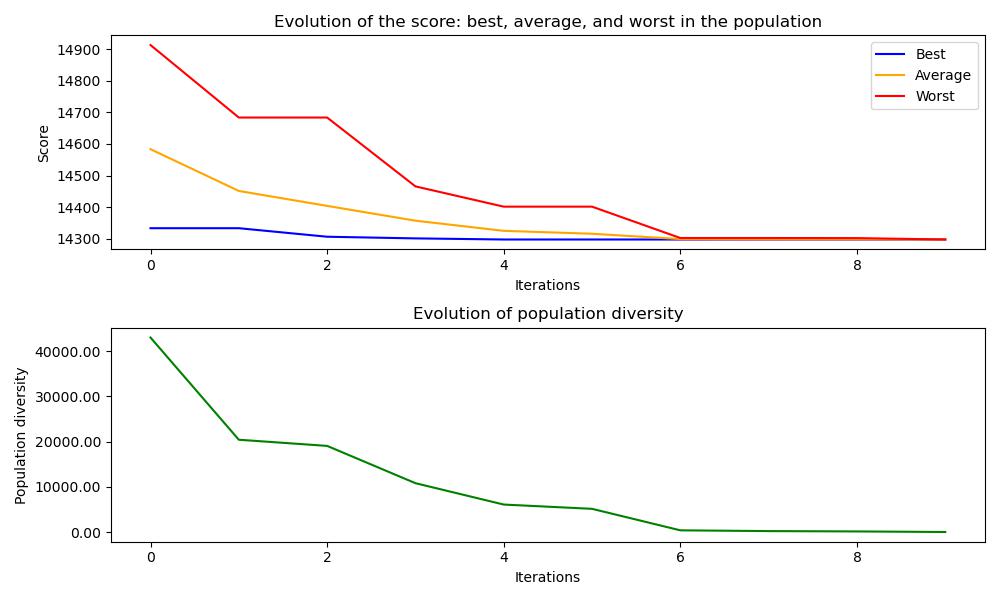 Evolution of the score: best, average, and worst in the population
14900
14800
14700
14600
14500
14400
14300
Score
Best
Average
Worst
0 2 4 6 8
Iterations
Evolution of population diversity
40000.00
30000.00
20000.00
10000.00
0.00
Population diversity
0 2 4 6 8
Iterations